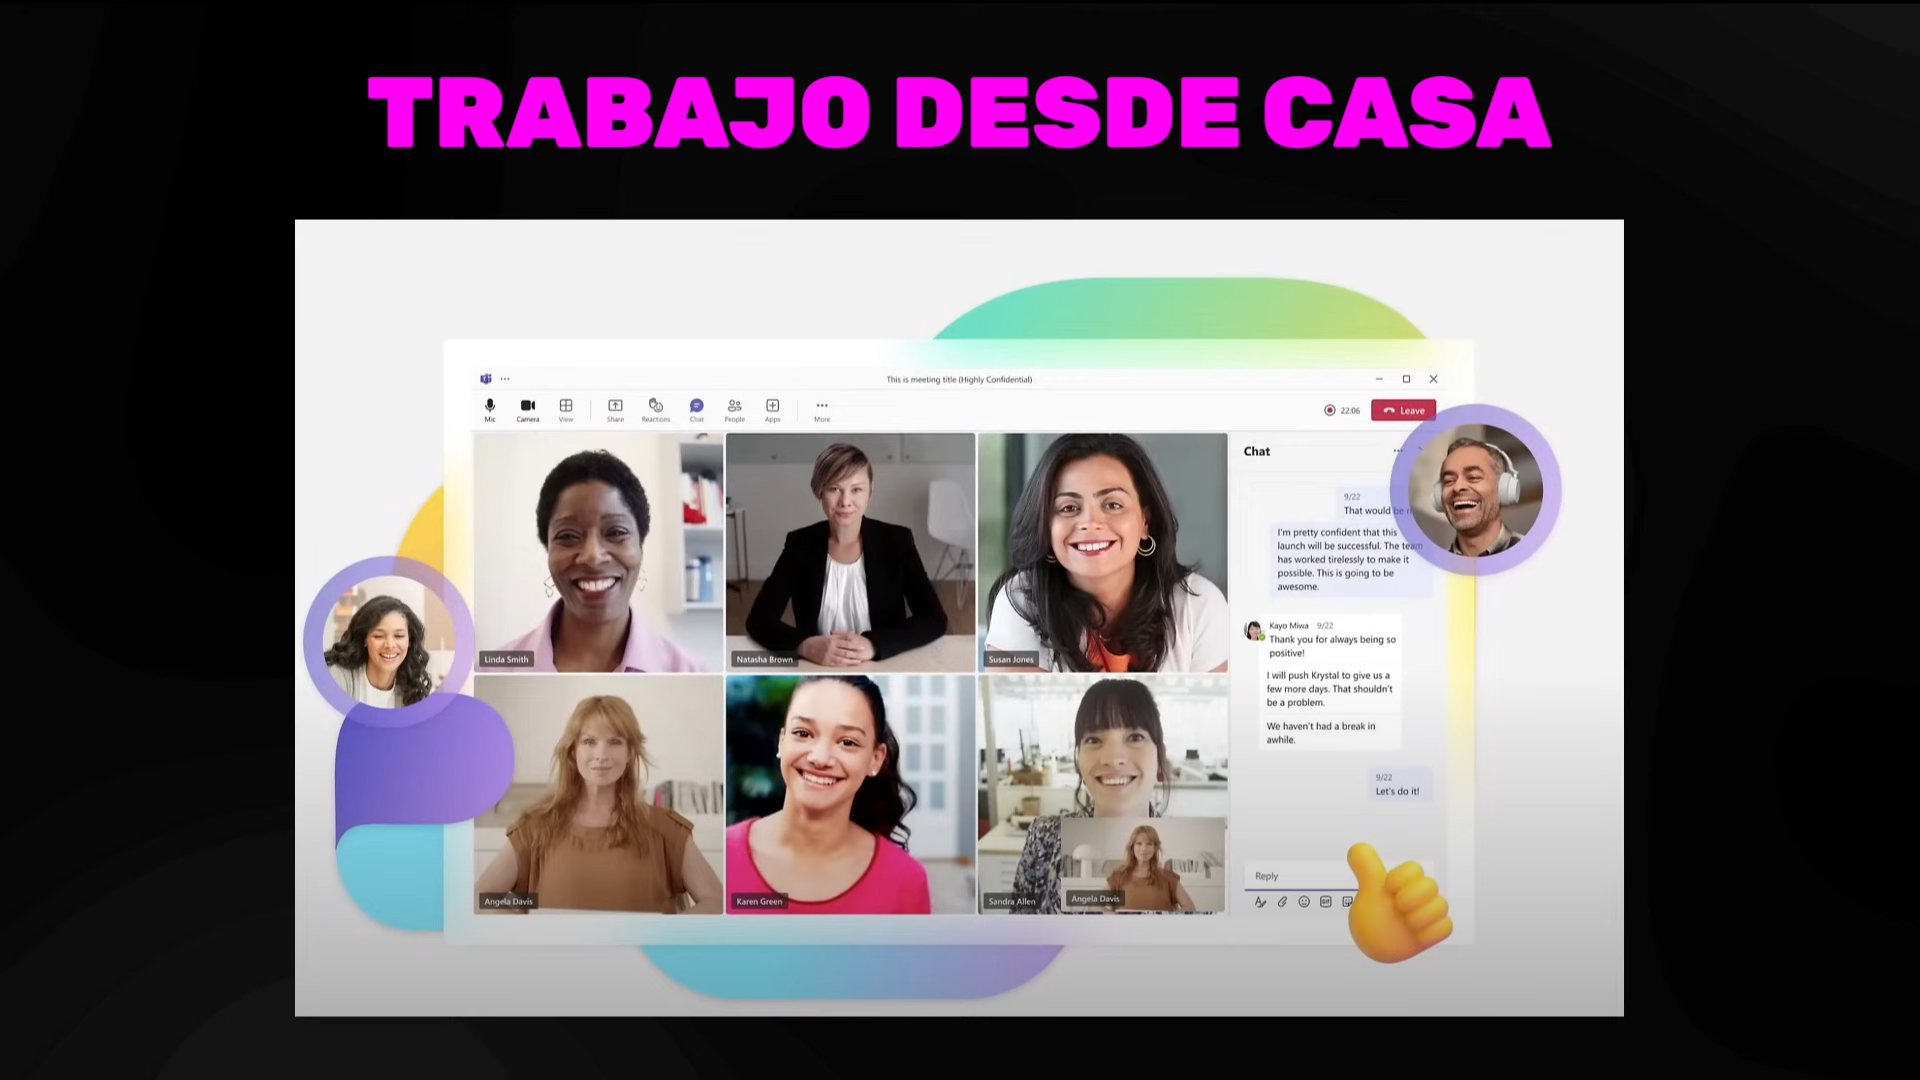 TRABAJO DESDE CASA
This is meeting title (Highly Confidential)
Mic
Camera
View
Share
Reactions
Chat
People
Apps
More
22:06
Leave
Linda Smith
Natasha Brown
Susan Jones
Angela Davis
Karen Green
Sandra Allen
Angela Davis
Chat
9/22
That would be
I'm pretty confident that this
launch will be successful. The team
has worked tirelessly to make it
possible. This is going to be
awesome.
Kayo Miwa 9/22
Thank you for always being so
positive!
I will push Krystal to give us a
few more days. That shouldn't
be a problem.
We haven't had a break in
awhile.
9/22
Let's do it!
Reply